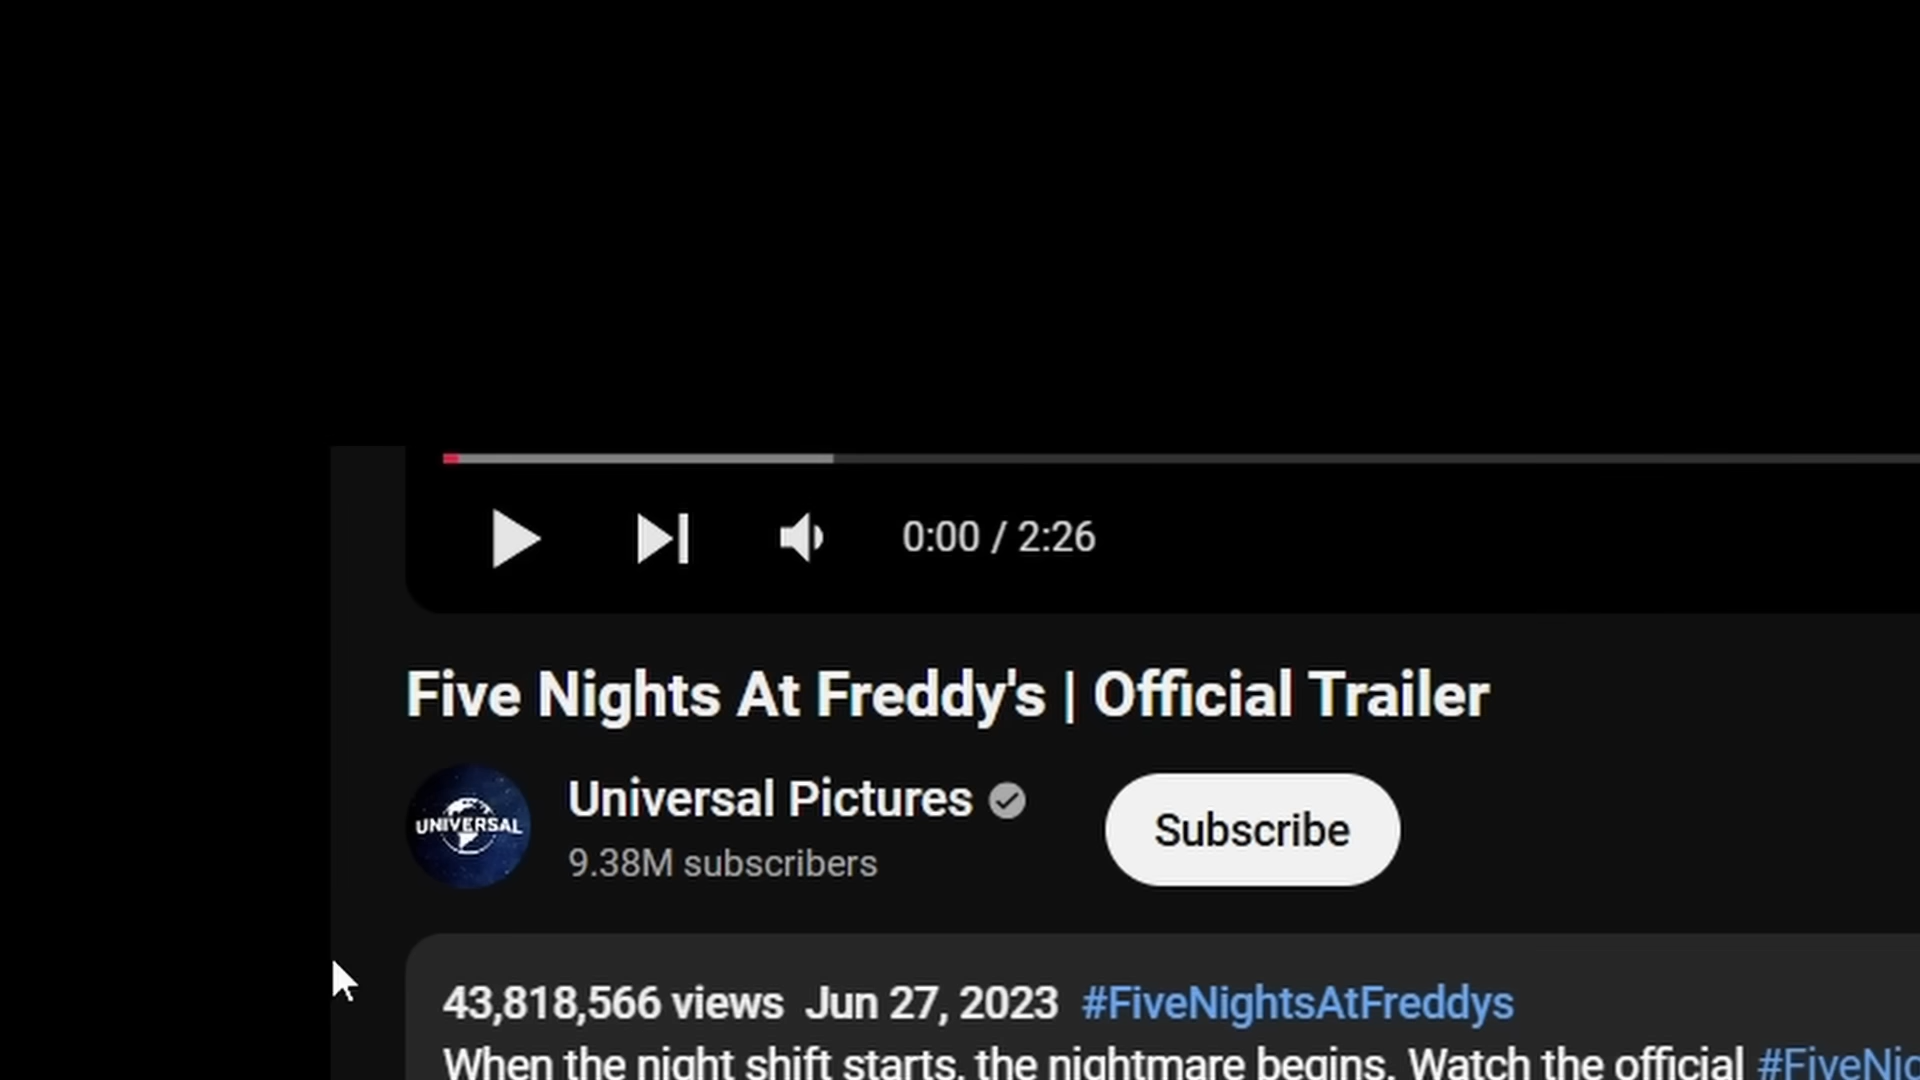 0:00 / 2:26
Five Nights At Freddy's | Official Trailer
UNIVERSAL
Universal Pictures
9.38M subscribers
Subscribe
43,818,566 views Jun 27, 2023 #FiveNightsAtFreddys
When the night shift starts, the nightmare begins. Watch the official #FiveNig